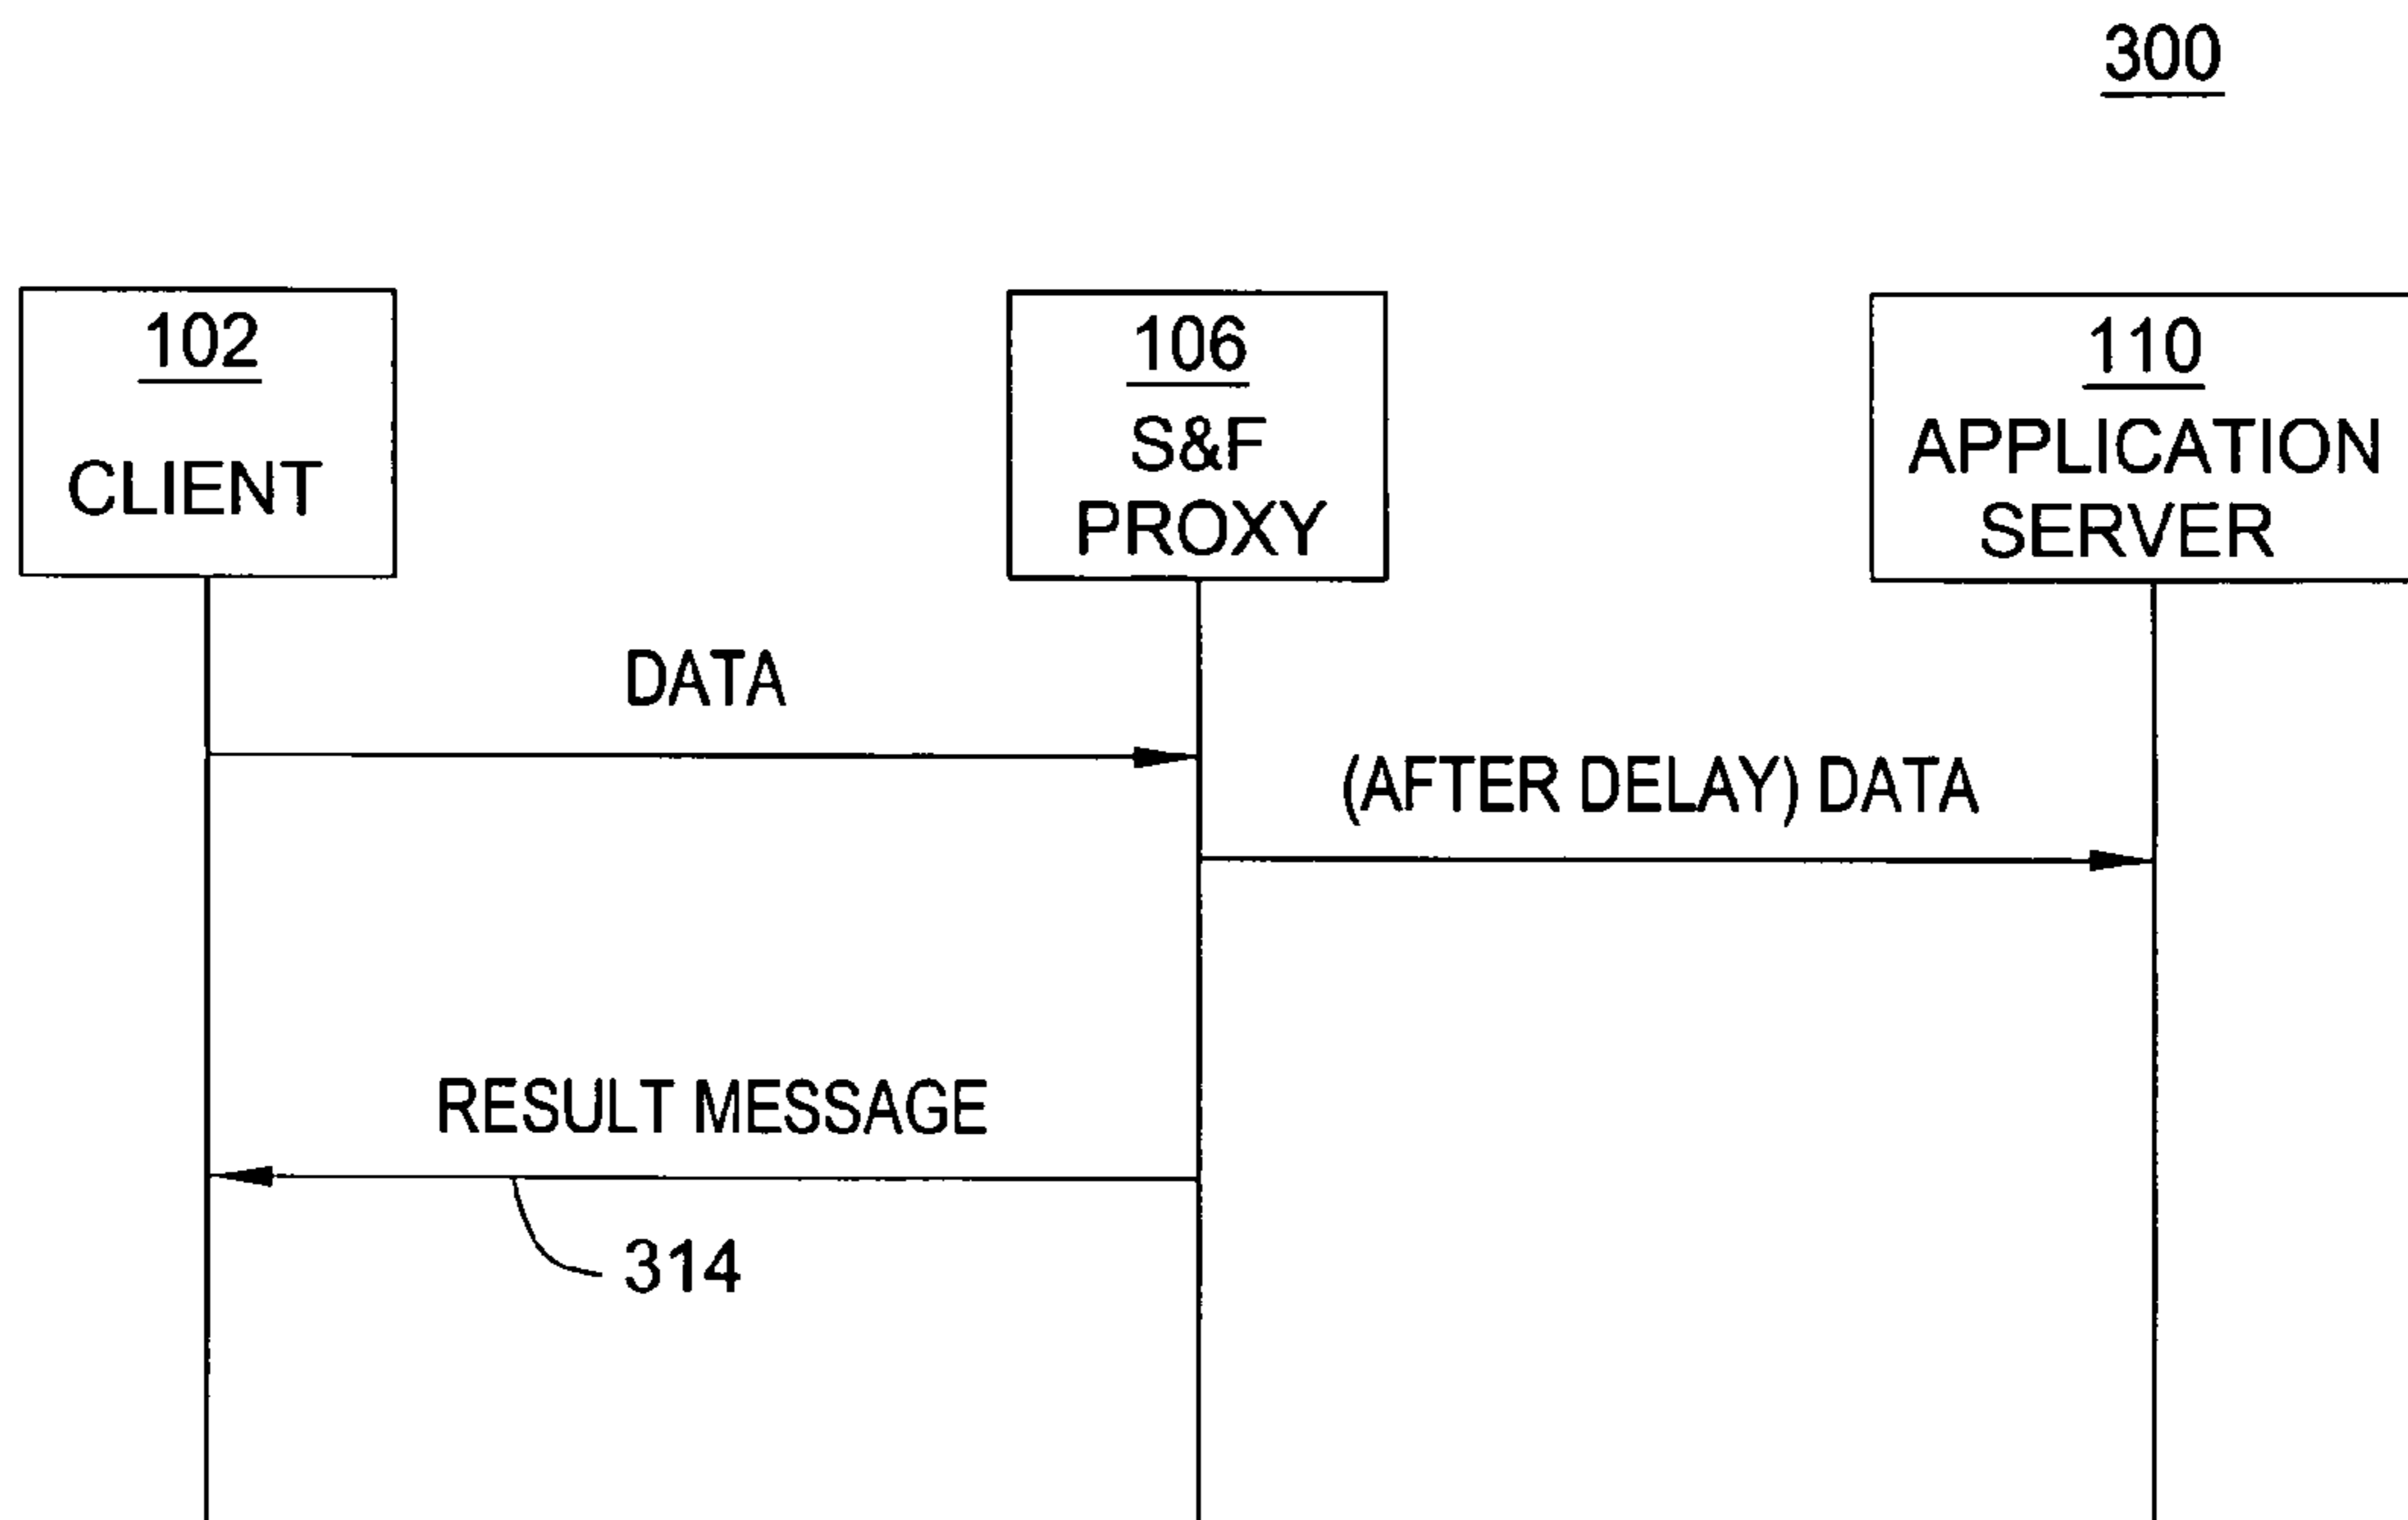 300
102
CLIENT
106
S&F
PROXY
110
APPLICATION
SERVER
DATA
(AFTER DELAY) DATA
RESULT MESSAGE
314